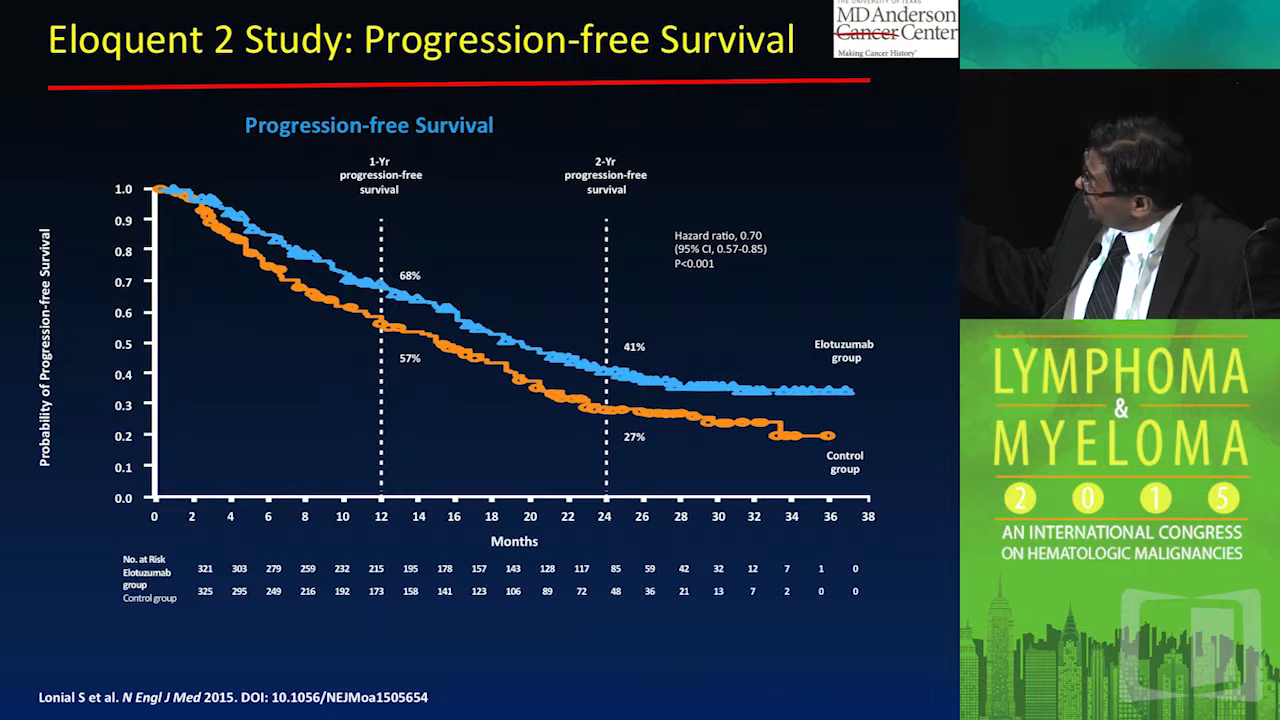 Eloquent 2 Study: Progression-free Survival
THE UNIVERSITY OF TEXAS
MD Anderson
Cancer Center
Making Cancer History®
Progression-free Survival
1-Yr
progression-free
survival
2-Yr
progression-free
survival
Hazard ratio, 0.70
(95% CI, 0.57-0.85)
P<0.001
Probability of Progression-free Survival
1.0
0.9
0.8
0.7
0.6
0.5
0.4
0.3
0.2
0.1
0.0
68%
57%
41%
27%
Elotuzumab
group
Control
group
0 2 4 6 8 10 12 14 16 18 20 22 24 26 28 30 32 34 36 38
Months
No. at Risk
Elotuzumab
group
321 303 279 259 232 215 195 178 157 143 128 117 85 59 42 32 12 7 1 0
Control group 325 295 249 216 192 173 158 141 123 106 89 72 48 36 21 13 7 2 0 0
Lonial S et al. N Engl J Med 2015. DOI: 10.1056/NEJMoa1505654
LYMPHOMA
&
MYELOMA
2 0 1 5
AN INTERNATIONAL CONGRESS
ON HEMATOLOGIC MALIGNANCIES